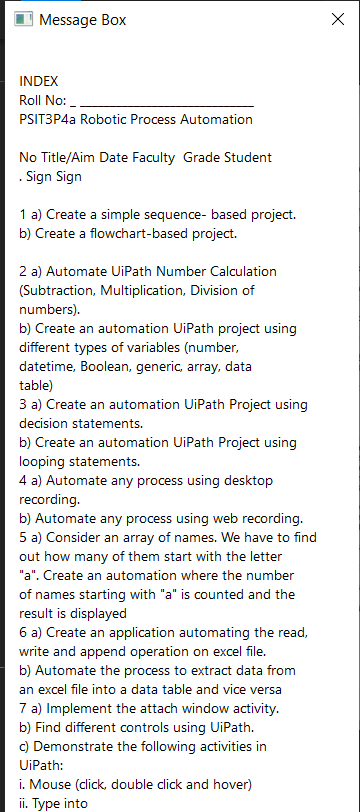 Message Box
INDEX
Roll No: _ ______________________________
PSIT3P4a Robotic Process Automation
No Title/Aim Date Faculty  Grade Student
. Sign Sign
1 a) Create a simple sequence- based project.
b) Create a flowchart-based project.
2 a) Automate UiPath Number Calculation
(Subtraction, Multiplication, Division of
numbers).
b) Create an automation UiPath project using
different types of variables (number,
datetime, Boolean, generic, array, data
table)
3 a) Create an automation UiPath Project using
decision statements.
b) Create an automation UiPath Project using
looping statements.
4 a) Automate any process using desktop
recording.
b) Automate any process using web recording.
5 a) Consider an array of names. We have to find
out how many of them start with the letter
"a". Create an automation where the number
of names starting with "a" is counted and the
result is displayed
6 a) Create an application automating the read,
write and append operation on excel file.
b) Automate the process to extract data from
an excel file into a data table and vice versa
7 a) Implement the attach window activity.
b) Find different controls using UiPath.
c) Demonstrate the following activities in
UiPath:
i. Mouse (click, double click and hover)
ii. Type into